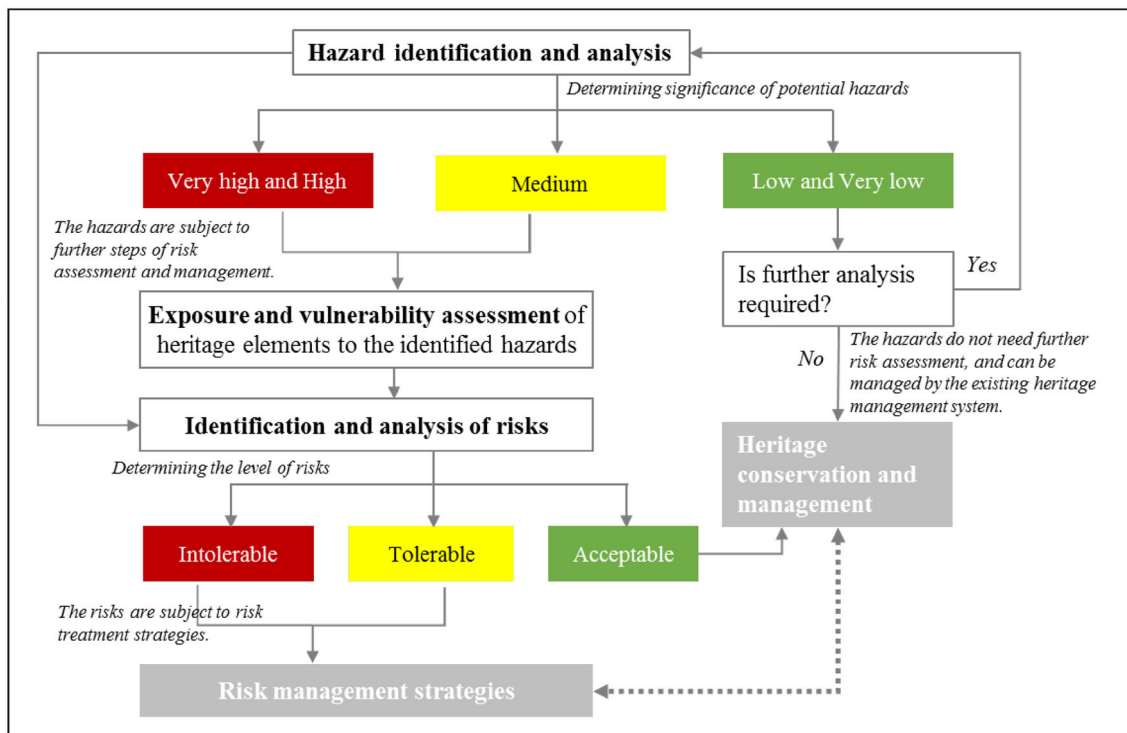 Hazard identification and analysis
Determining significance of potential hazards
Very high and High
Medium
Low and Very low
The hazards are subject to
further steps of risk
assessment and management.
Is further analysis
required?
Yes
Exposure and vulnerability assessment of
heritage elements to the identified hazards
No
The hazards do not need further
risk assessment, and can be
managed by the existing heritage
management system.
Identification and analysis of risks
Determining the level of risks
Heritage
conservation and
management
Intolerable
Tolerable
Acceptable
The risks are subject to risk
treatment strategies.
Risk management strategies